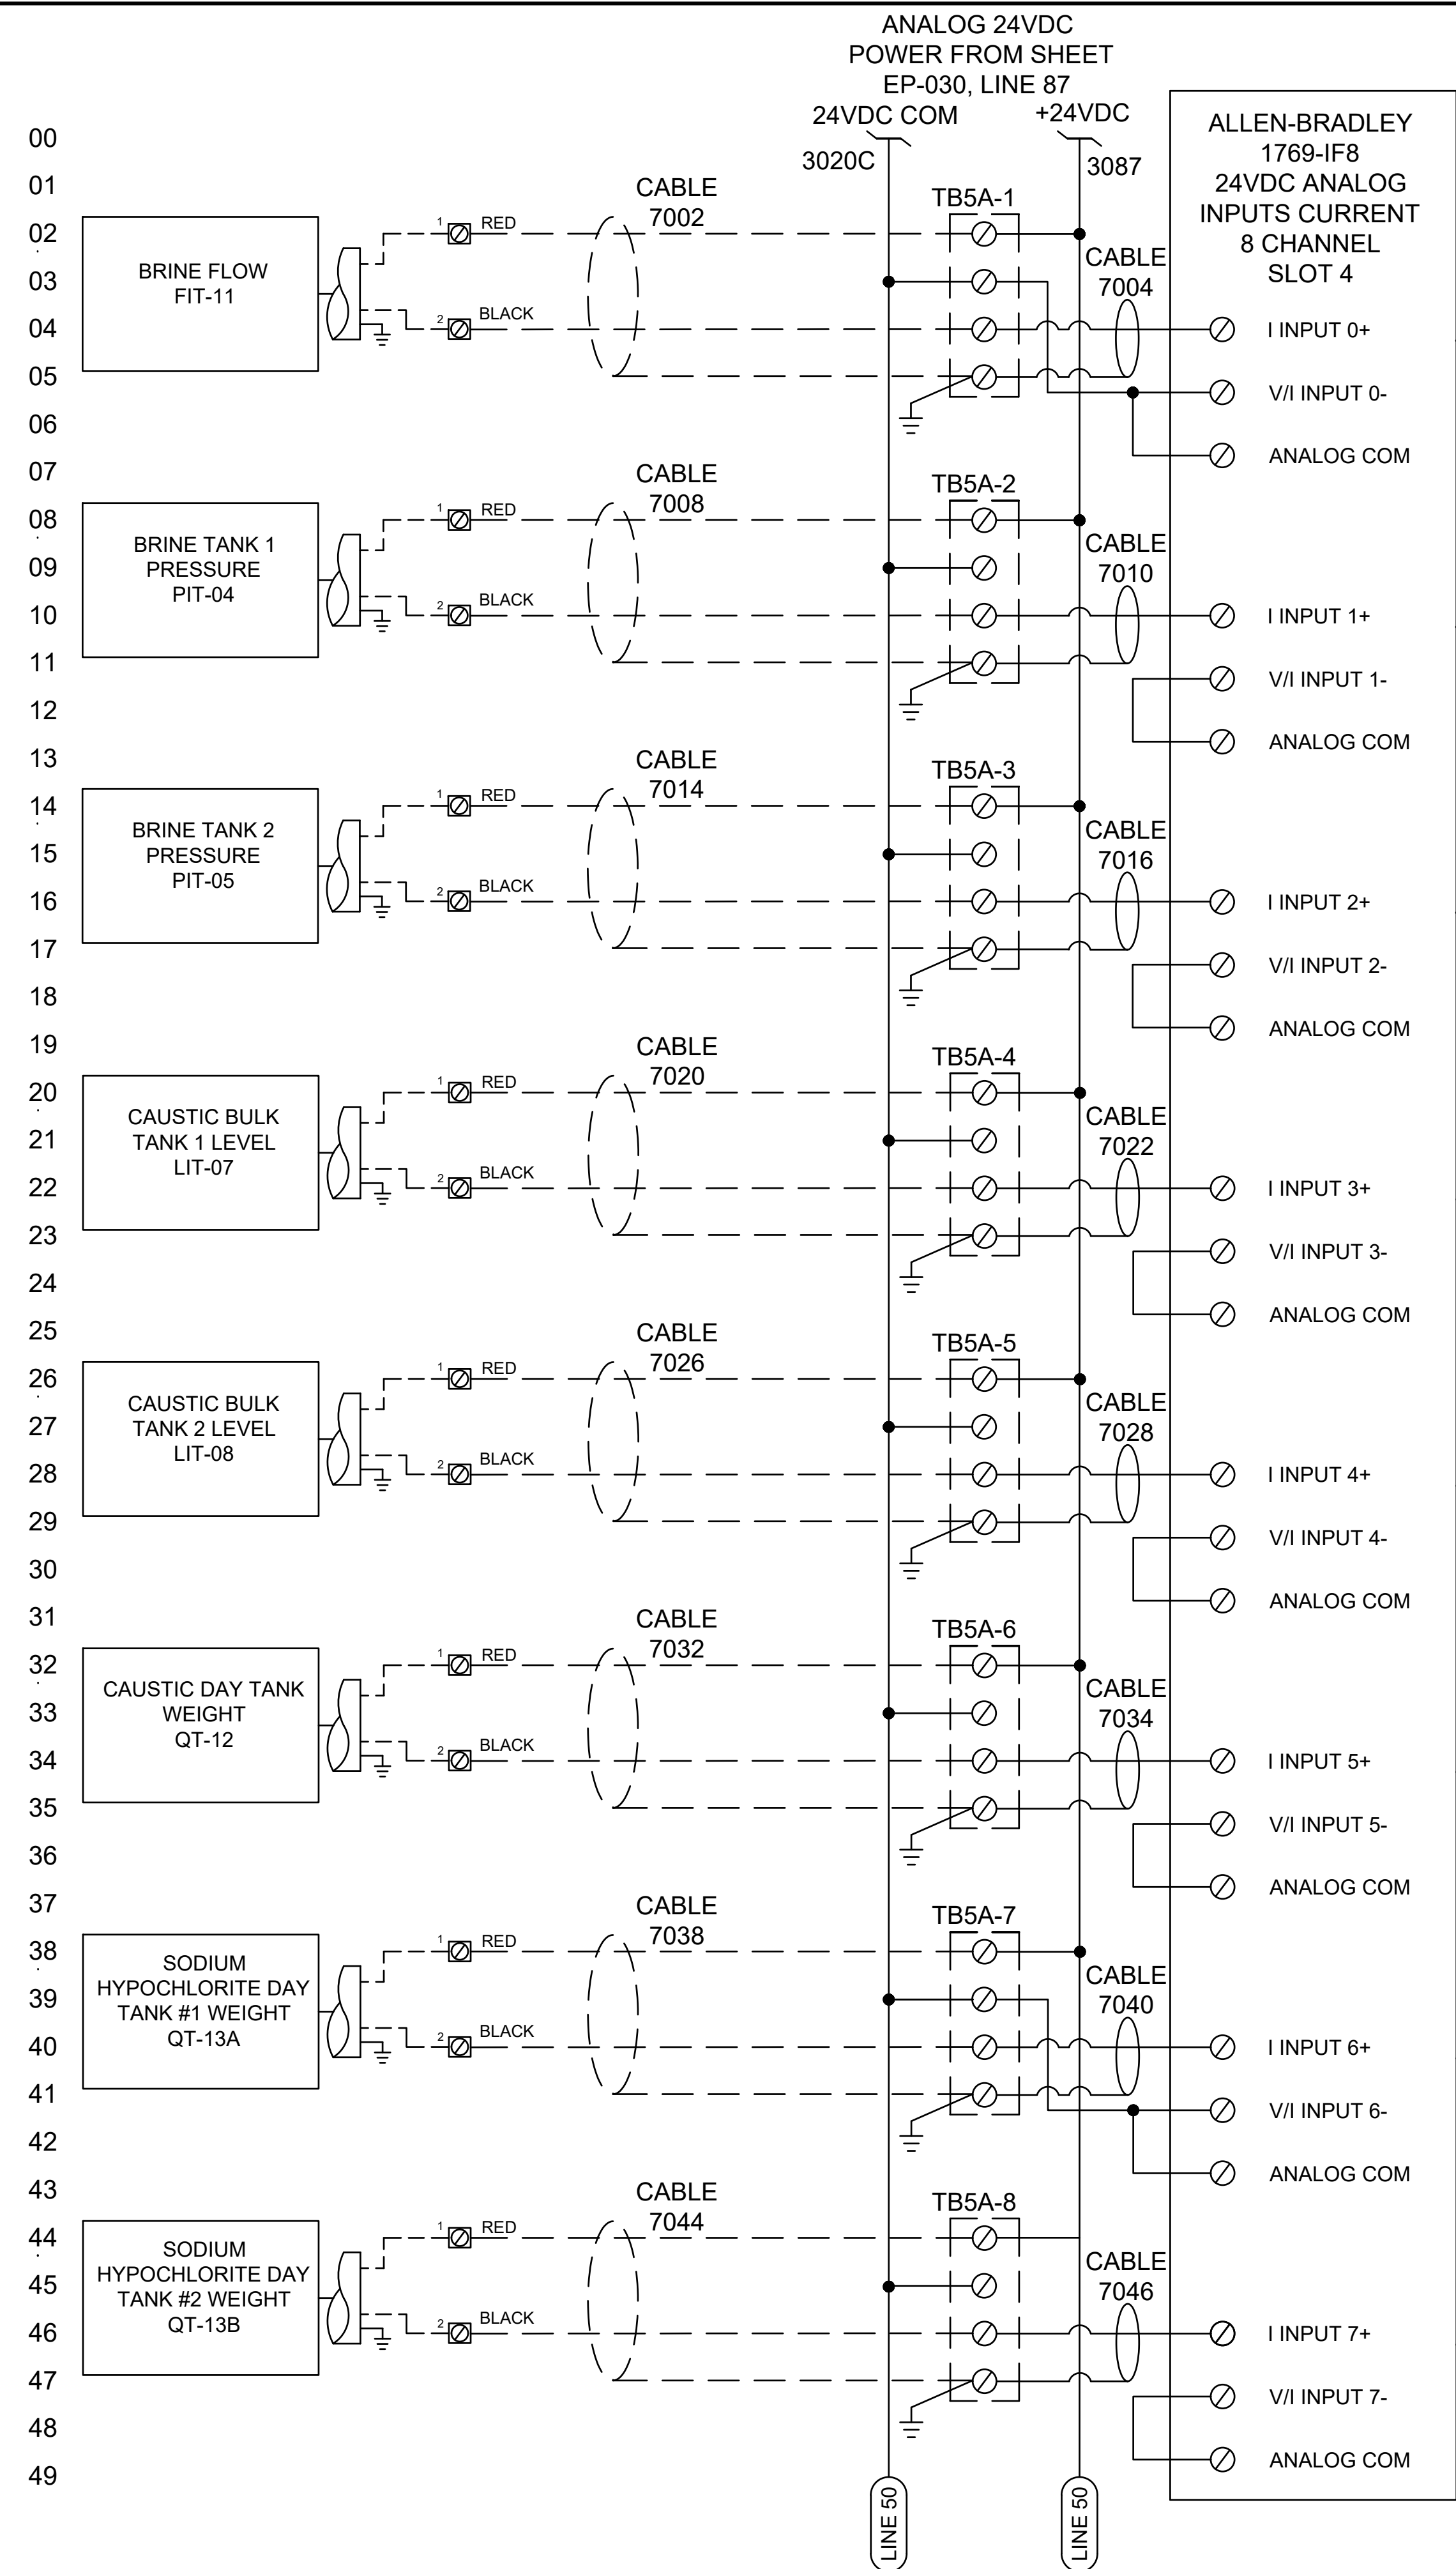 ANALOG 24VDC
POWER FROM SHEET
EP-030, LINE 87
24VDC COM
+24VDC
3020C
3087
ALLEN-BRADLEY
1769-IF8
24VDC ANALOG
INPUTS CURRENT
8 CHANNEL
SLOT 4
00
01
02
03
04
05
06
BRINE FLOW
FIT-11
1
RED
2
BLACK
CABLE
7002
TB5A-1
CABLE
7004
I INPUT 0+
V/I INPUT 0-
ANALOG COM
07
08
09
10
11
12
BRINE TANK 1
PRESSURE
PIT-04
1
RED
2
BLACK
CABLE
7008
TB5A-2
CABLE
7010
I INPUT 1+
V/I INPUT 1-
ANALOG COM
13
14
15
16
17
18
BRINE TANK 2
PRESSURE
PIT-05
1
RED
2
BLACK
CABLE
7014
TB5A-3
CABLE
7016
I INPUT 2+
V/I INPUT 2-
ANALOG COM
19
20
21
22
23
24
CAUSTIC BULK
TANK 1 LEVEL
LIT-07
1
RED
2
BLACK
CABLE
7020
TB5A-4
CABLE
7022
I INPUT 3+
V/I INPUT 3-
ANALOG COM
25
26
27
28
29
30
CAUSTIC BULK
TANK 2 LEVEL
LIT-08
1
RED
2
BLACK
CABLE
7026
TB5A-5
CABLE
7028
I INPUT 4+
V/I INPUT 4-
ANALOG COM
31
32
33
34
35
36
CAUSTIC DAY TANK
WEIGHT
QT-12
1
RED
2
BLACK
CABLE
7032
TB5A-6
CABLE
7034
I INPUT 5+
V/I INPUT 5-
ANALOG COM
37
38
39
40
41
42
SODIUM
HYPOCHLORITE DAY
TANK #1 WEIGHT
QT-13A
1
RED
2
BLACK
CABLE
7038
TB5A-7
CABLE
7040
I INPUT 6+
V/I INPUT 6-
ANALOG COM
43
44
45
46
47
48
49
SODIUM
HYPOCHLORITE DAY
TANK #2 WEIGHT
QT-13B
1
RED
2
BLACK
CABLE
7044
TB5A-8
CABLE
7046
I INPUT 7+
V/I INPUT 7-
ANALOG COM
LINE 50
LINE 50